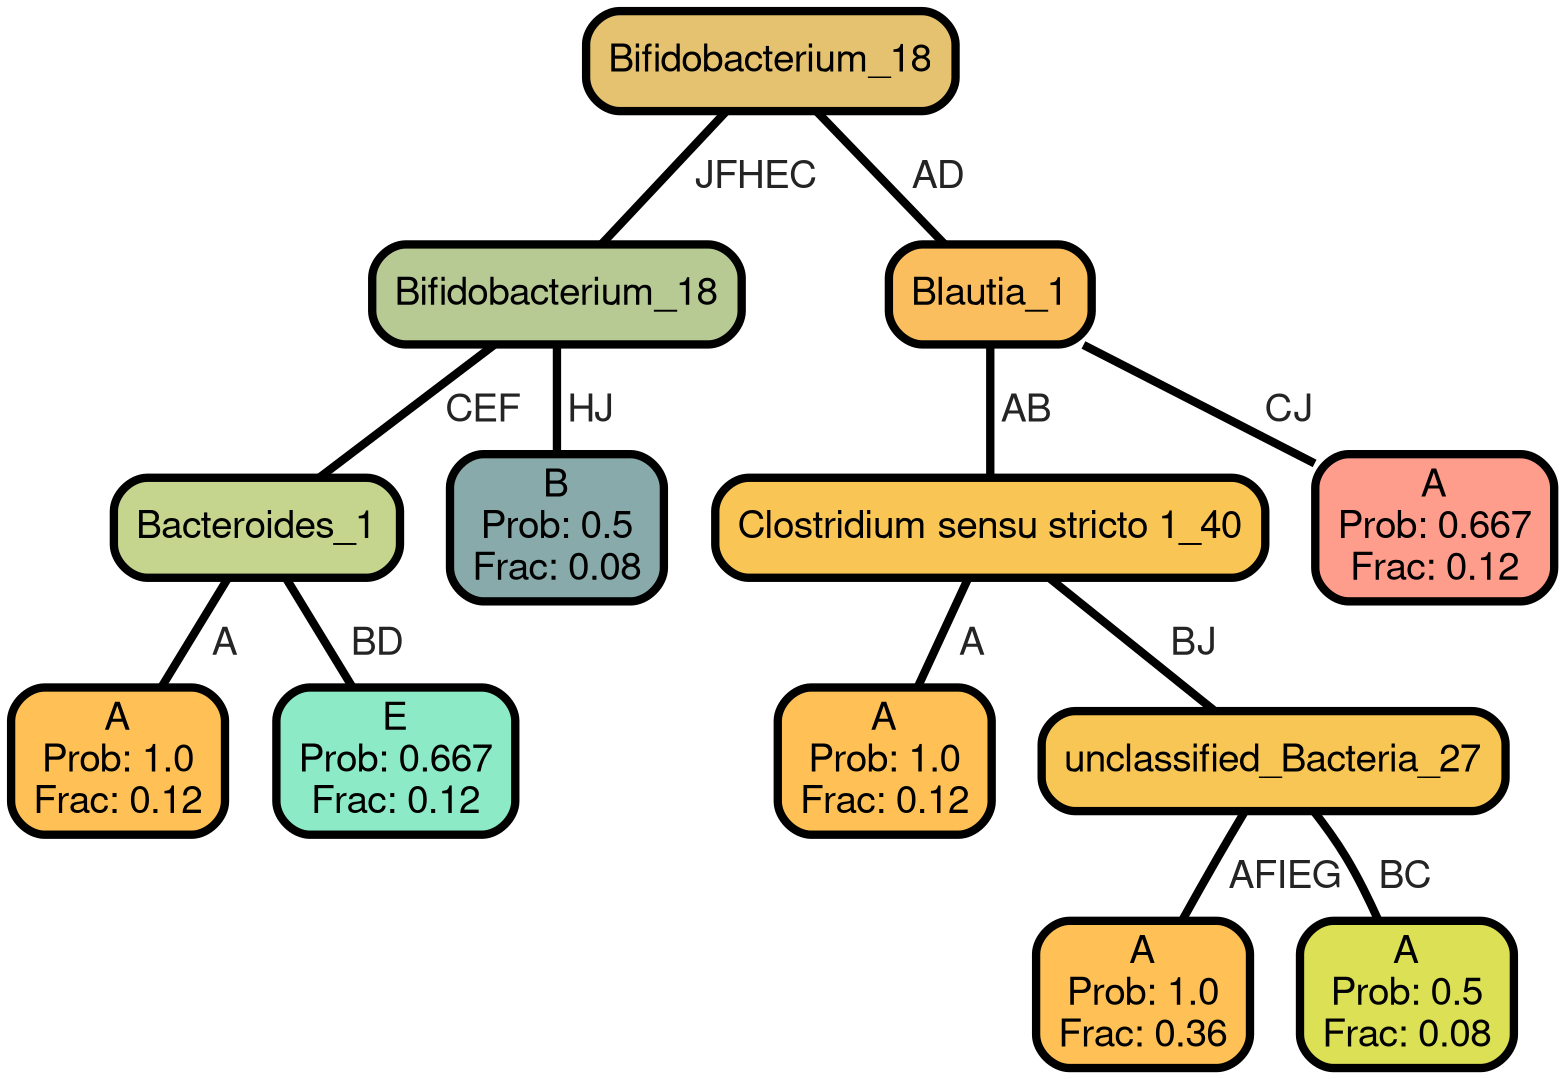 Bifidobacterium_18
JFHEC
AD
Bifidobacterium_18
Blautia_1
CEF
HJ
AB
CJ
Bacteroides_1
B
Prob: 0.5
Frac: 0.08
Clostridium sensu stricto 1_40
A
Prob: 0.667
Frac: 0.12
A
BD
A
BJ
A
Prob: 1.0
Frac: 0.12
E
Prob: 0.667
Frac: 0.12
A
Prob: 1.0
Frac: 0.12
unclassified_Bacteria_27
AFIEG
BC
A
Prob: 1.0
Frac: 0.36
A
Prob: 0.5
Frac: 0.08